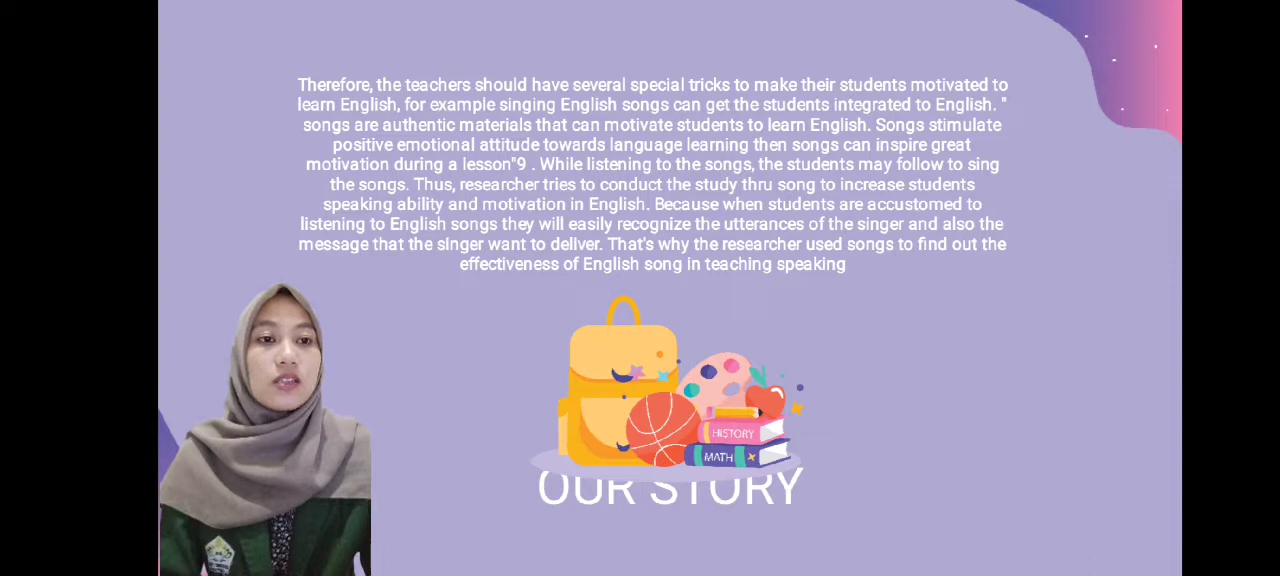 Therefore, the teachers should have several special tricks to make their students motivated to
learn English, for example singing English songs can get the students integrated to English. "
songs are authentic materials that can motivate students to learn English. Songs stimulate
positive emotional attitude towards language learning then songs can inspire great
motivation during a lesson"9 . While listening to the songs, the students may follow to sing
the songs. Thus, researcher tries to conduct the study thru song to increase students
speaking ability and motivation in English. Because when students are accustomed to
listening to English songs they will easily recognize the utterances of the singer and also the
message that the singer want to deliver. That's why the researcher used songs to find out the
effectiveness of English song in teaching speaking
HISTORY
MATH
OUR STORY